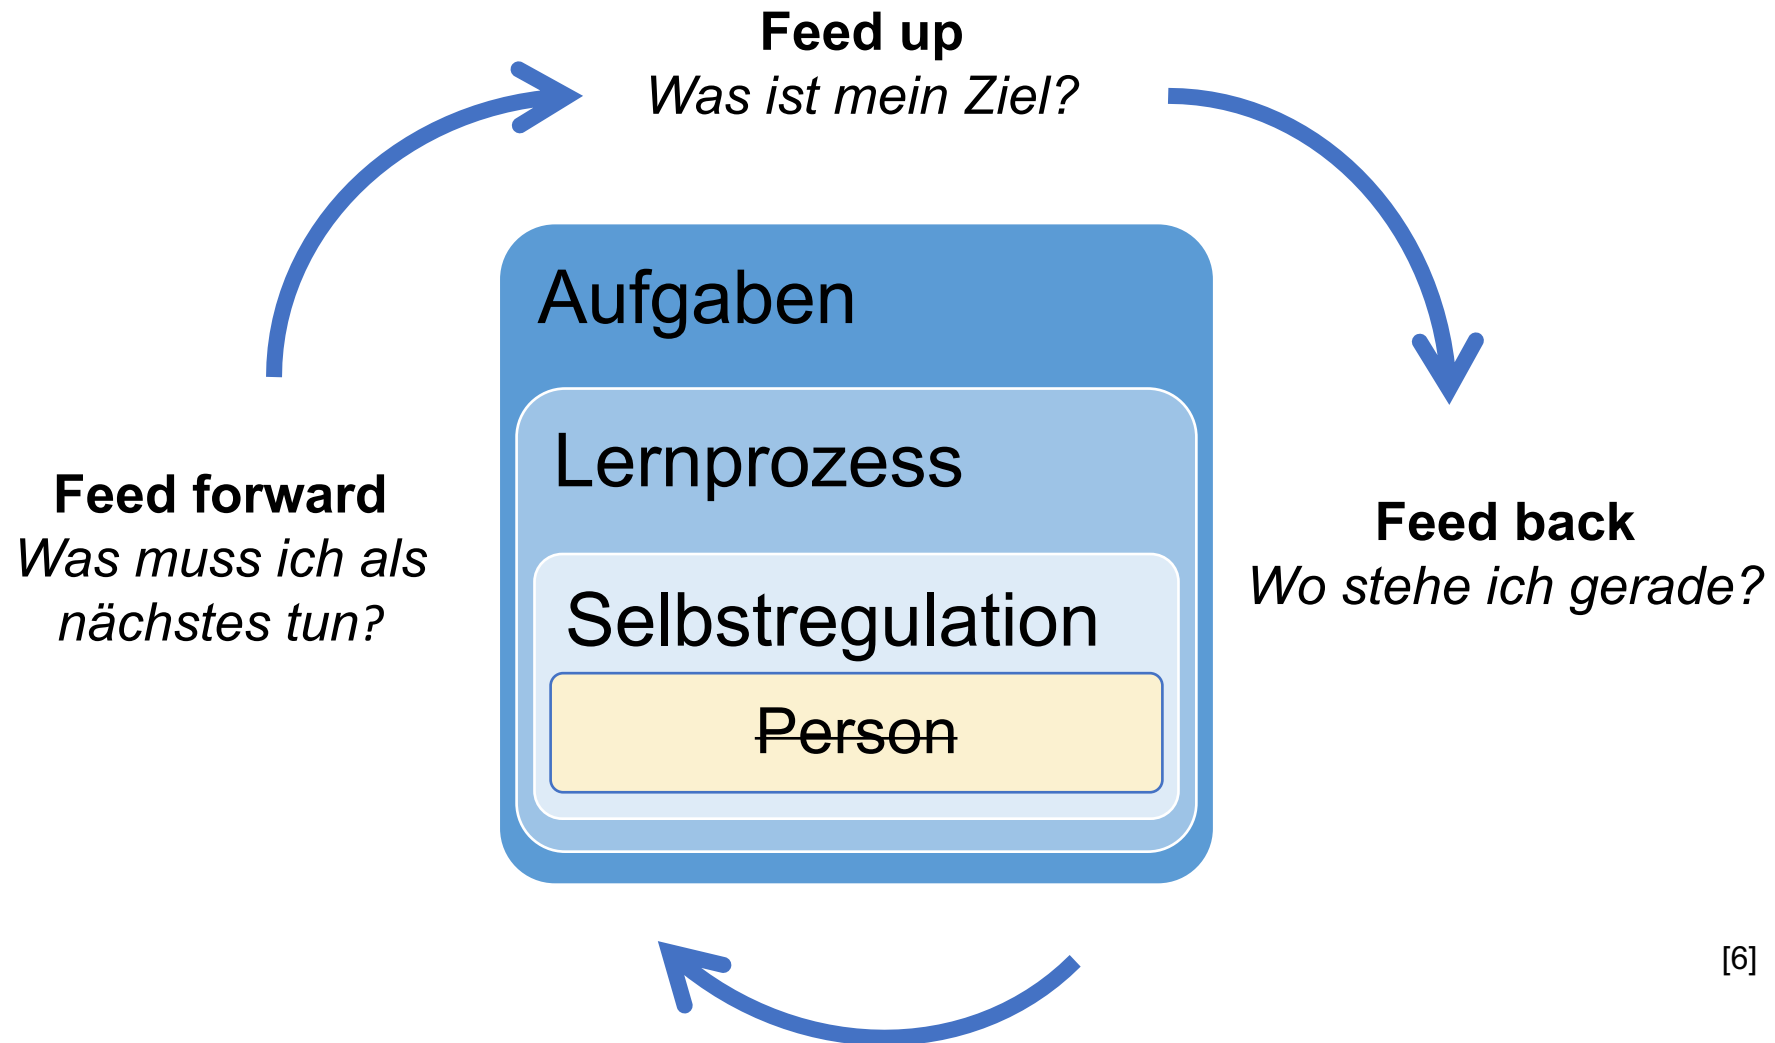 Feed up
Was ist mein Ziel?
Aufgaben
Lernprozess
Feed forward
Was muss ich als
nächstes tun?
Feed back
Wo stehe ich gerade?
Selbstregulation
Person
[6]